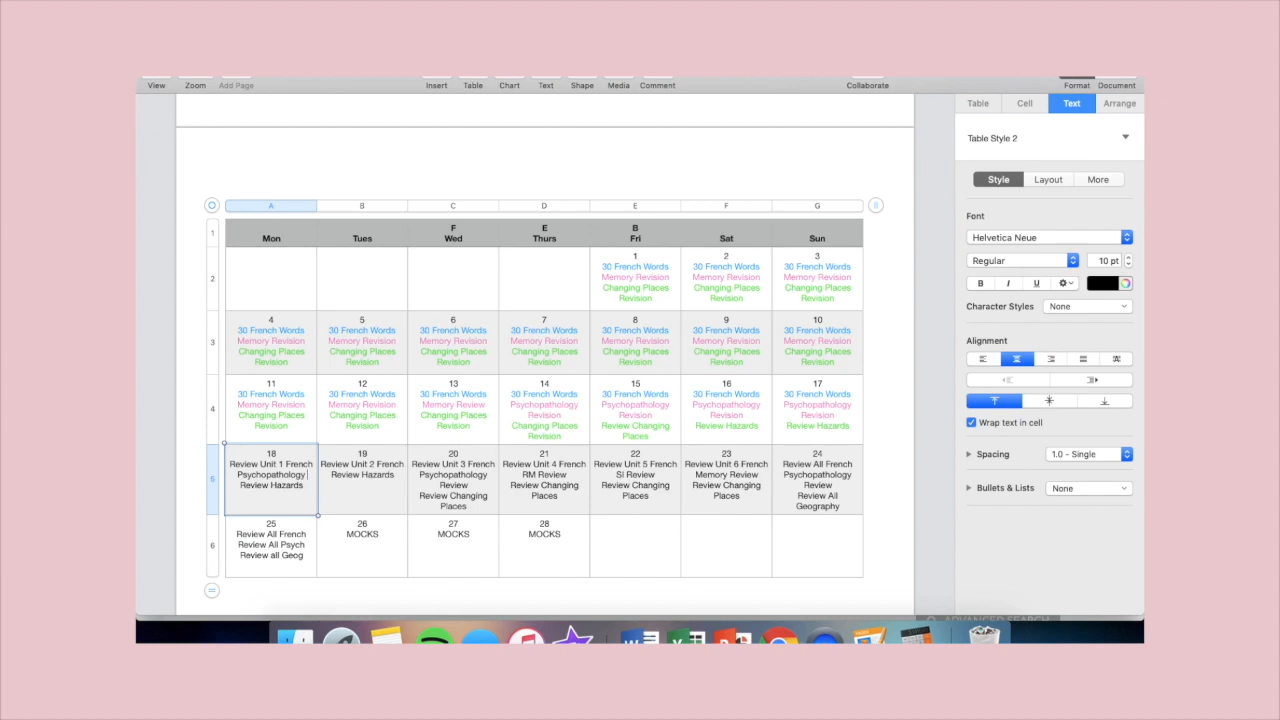 View Zoom Add Page Insert Table Chart Text Shape Media Comment Collaborate Format Document
Table Cell Text Arrange
Table Style 2
Style Layout More
Font
Helvetica Neue
Regular 10 pt
B I U
Character Styles None
Alignment
Wrap text in cell
Spacing 1.0 - Single
Bullets & Lists None
A B C D E F G
1
F E B
Mon Tues Wed Thurs Fri Sat Sun
2
1 2 3
30 French Words 30 French Words 30 French Words
Memory Revision Memory Revision Memory Revision
Changing Places Changing Places Changing Places
Revision Revision Revision
3
4 5 6 7 8 9 10
30 French Words 30 French Words 30 French Words 30 French Words 30 French Words 30 French Words 30 French Words
Memory Revision Memory Revision Memory Revision Memory Revision Memory Revision Memory Revision Memory Revision
Changing Places Changing Places Changing Places Changing Places Changing Places Changing Places Changing Places
Revision Revision Revision Revision Revision Revision Revision
4
11 12 13 14 15 16 17
30 French Words 30 French Words 30 French Words 30 French Words 30 French Words 30 French Words 30 French Words
Memory Revision Memory Revision Memory Review Psychopathology Psychopathology Psychopathology Psychopathology
Changing Places Changing Places Changing Places Revision Revision Revision Revision
Revision Revision Revision Changing Places Review Changing Review Hazards Review Hazards
Revision Places
5
18 19 20 21 22 23 24
Review Unit 1 French Review Unit 2 French Review Unit 3 French Review Unit 4 French Review Unit 5 French Review Unit 6 French Review All French
Psychopathology Review Hazards Psychopathology RM Review SI Review Memory Review Psychopathology
Review Hazards Review Review Changing Review Changing Review Changing Review
Review Changing Places Places Places Review All
Places Geography
6
25 26 27 28
Review All French MOCKS MOCKS MOCKS
Review All Psych
Review all Geog
ADVANCED SEARCH